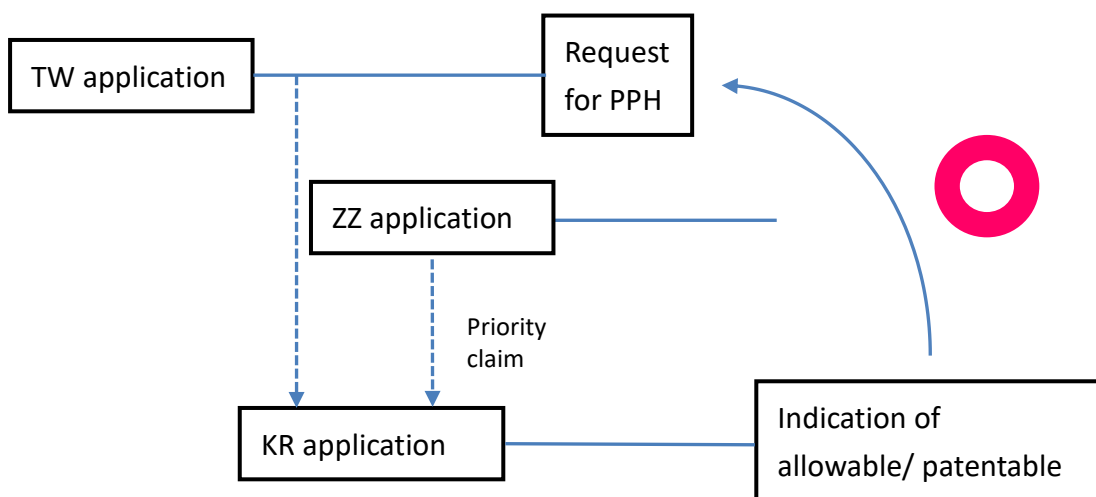 TW application
Request
for PPH
ZZ application
Priority
claim
KR application
Indication of
allowable/ patentable